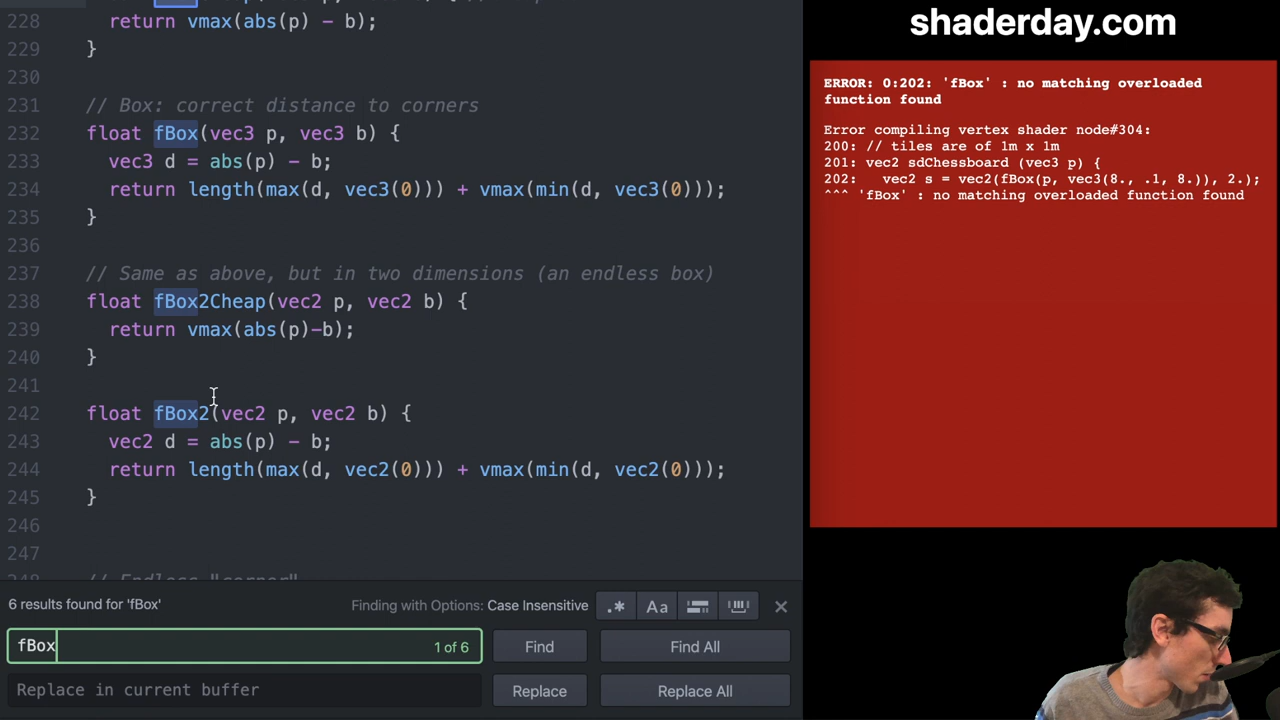 228 return vmax(abs(p) - b);
229 }
230
231 // Box: correct distance to corners
232 float fBox(vec3 p, vec3 b) {
233 vec3 d = abs(p) - b;
234 return length(max(d, vec3(0))) + vmax(min(d, vec3(0)));
235 }
236
237 // Same as above, but in two dimensions (an endless box)
238 float fBox2Cheap(vec2 p, vec2 b) {
239 return vmax(abs(p)-b);
240 }
241
242 float fBox2(vec2 p, vec2 b) {
243 vec2 d = abs(p) - b;
244 return length(max(d, vec2(0))) + vmax(min(d, vec2(0)));
245 }
246
247
248 // Endless "corner"
6 results found for 'fBox'
Finding with Options: Case Insensitive
.* Aa
fBox
1 of 6
Find
Find All
Replace in current buffer
Replace
Replace All
shaderday.com
ERROR: 0:202: 'fBox' : no matching overloaded
function found
Error compiling vertex shader node#304:
200: // tiles are of 1m x 1m
201: vec2 sdChessboard (vec3 p) {
202: vec2 s = vec2(fBox(p, vec3(8., .1, 8.)), 2.);
^^^ 'fBox' : no matching overloaded function found